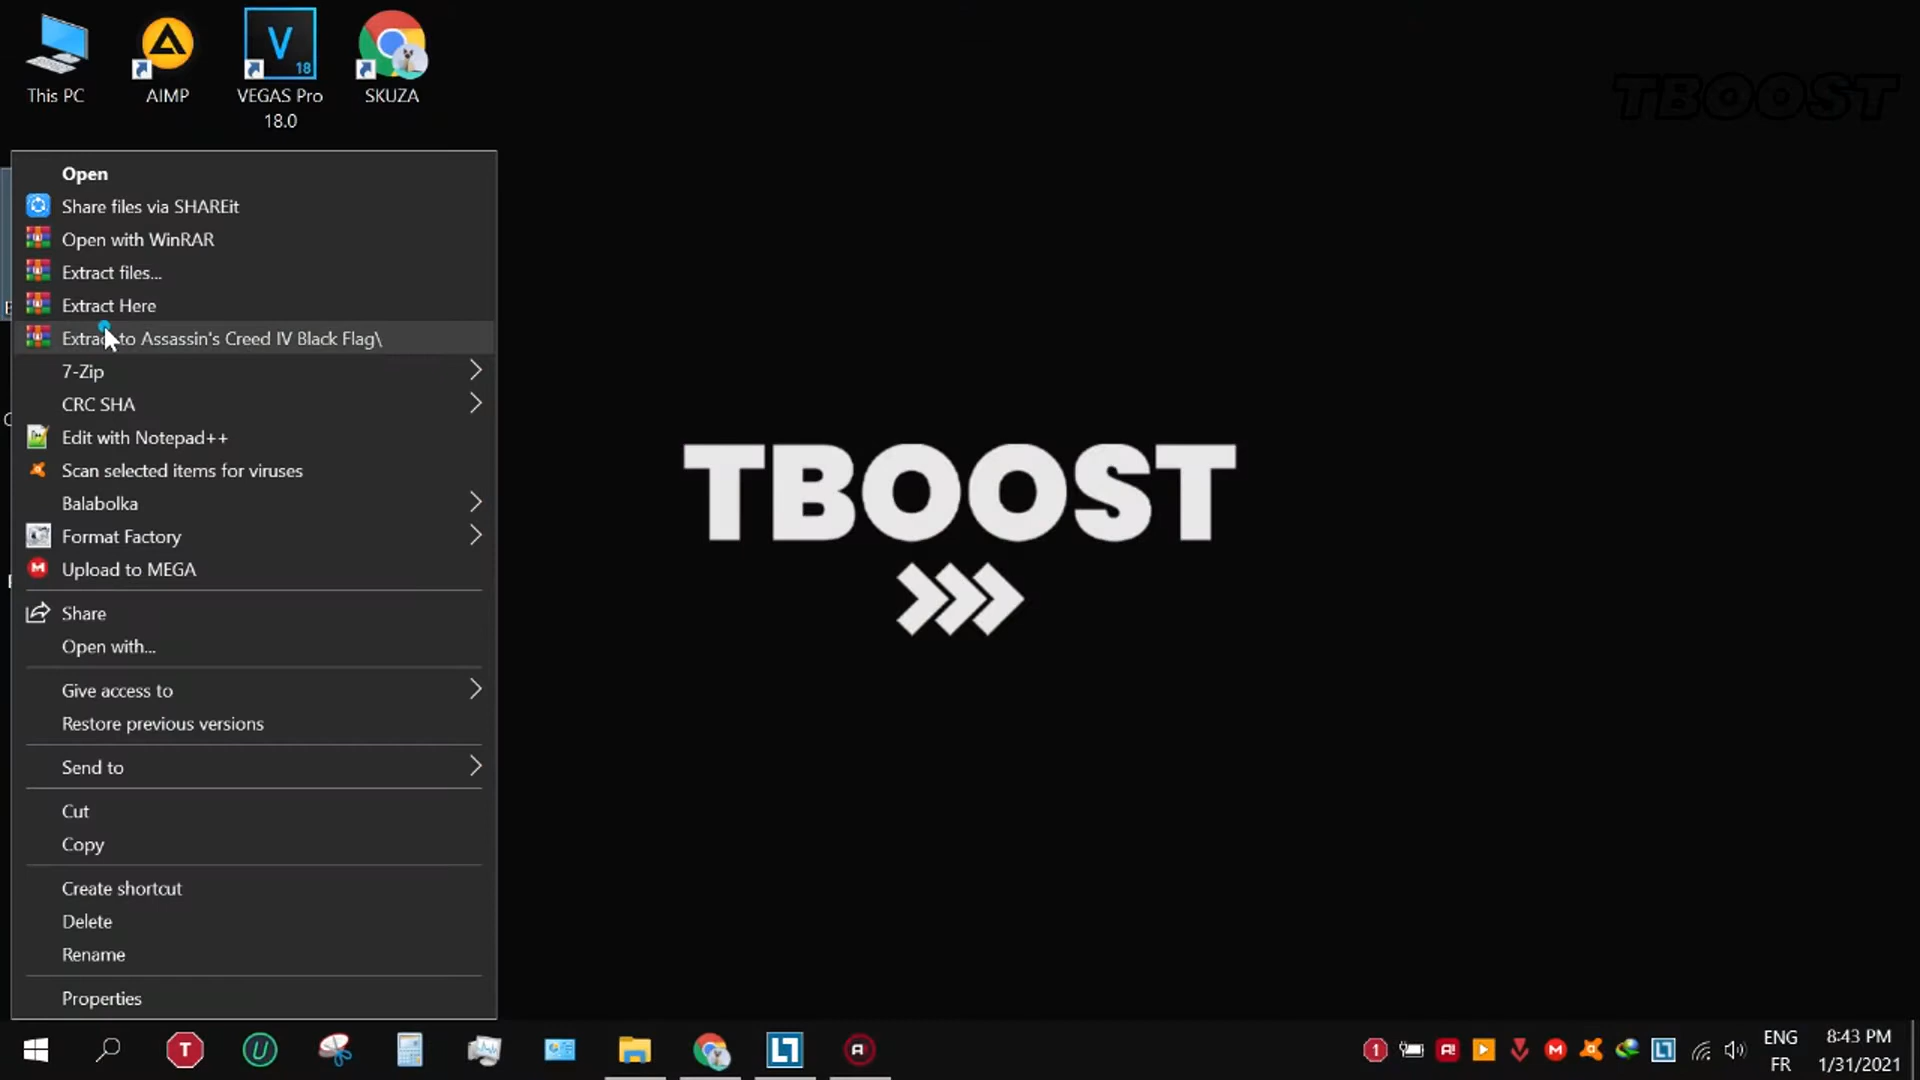 This PC
AIMP
VEGAS Pro
18.0
SKUZA
TBOOST
Open
Share files via SHAREit
Open with WinRAR
Extract files...
Extract Here
Extract to Assassin's Creed IV Black Flag\
7-Zip
CRC SHA
Edit with Notepad++
Scan selected items for viruses
Balabolka
Format Factory
Upload to MEGA
Share
Open with...
Give access to
Restore previous versions
Send to
Cut
Copy
Create shortcut
Delete
Rename
Properties
TBOOST
ENG
FR
8:43 PM
1/31/2021